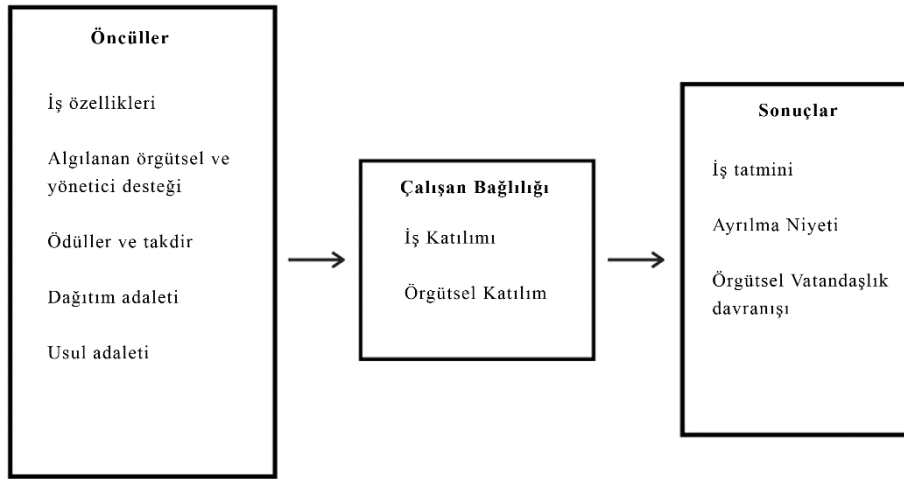 Öncüller
İş özellikleri
Algılanan örgütsel ve
yönetici desteği
Ödüller ve takdir
Dağıtım adaleti
Usul adaleti
Çalışan Bağlılığı
İş Katılımı
Örgütsel Katılım
Sonuçlar
İş tatmini
Ayrılma Niyeti
Örgütsel Vatandaşlık
davranışı